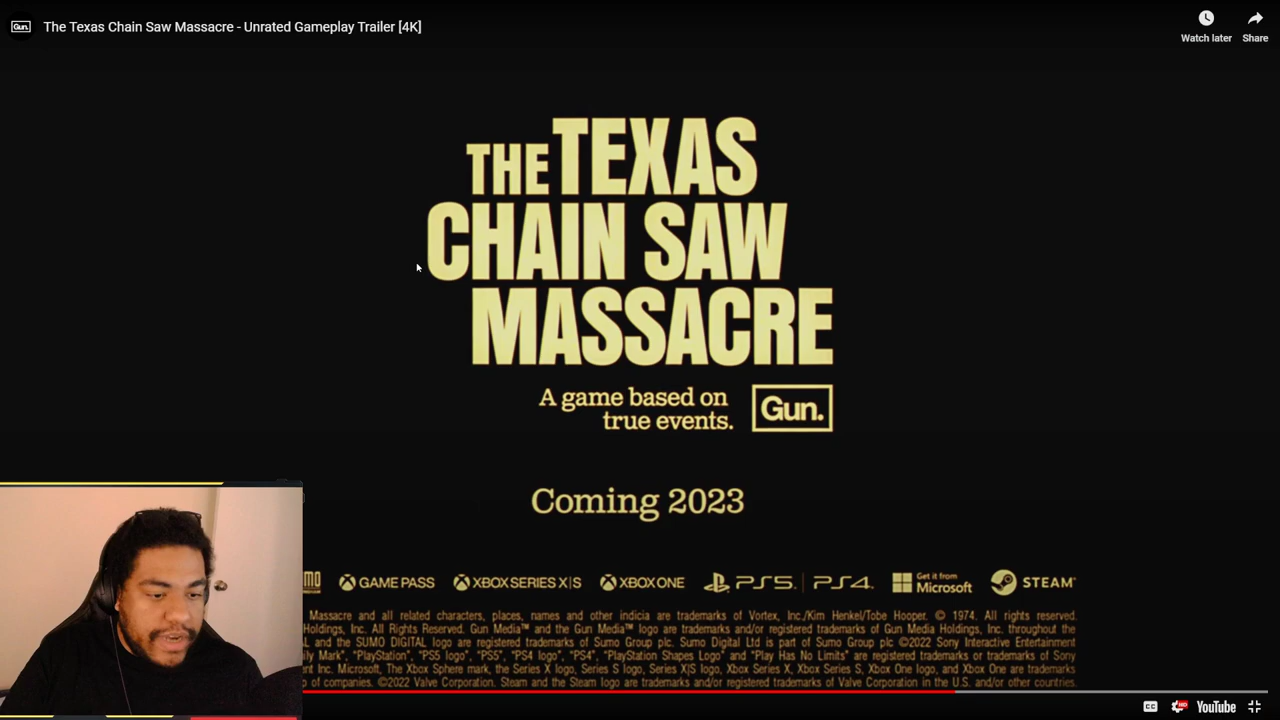 Gun.
The Texas Chain Saw Massacre - Unrated Gameplay Trailer [4K]
Watch later
Share
THE TEXAS
CHAIN SAW
MASSACRE
A game based on
true events.
Gun.
Coming 2023
GAME PASS XBOX SERIES X|S XBOX ONE PS5 | PS4 Get it from Microsoft STEAM
Massacre and all related characters, places, names and other indicia are trademarks of Vortex, Inc./Kim Henkel/Tobe Hooper. © 1974. All rights reserved.
Holdings, Inc. All Rights Reserved. Gun Media™ and the Gun Media™ logo are trademarks and/or registered trademarks of Gun Media Holdings, Inc. throughout the
and the SUMO DIGITAL logo are registered trademarks of Sumo Group plc. Sumo Digital Ltd is part of Sumo Group plc ©2022 Sony Interactive Entertainment
Mark", "PlayStation", "PS5 logo", "PS5", "PS4 logo", "PS4", "PlayStation Shapes Logo" and "Play Has No Limits" are registered trademarks or trademarks of Sony
Inc. Microsoft, The Xbox Sphere mark, the Series X logo, Series S logo, Series X|S logo, Xbox Series X, Xbox Series S, Xbox One logo, and Xbox One are trademarks
of companies. ©2022 Valve Corporation. Steam and the Steam logo are trademarks and/or registered trademarks of Valve Corporation in the U.S. and/or other countries.
CC HD YouTube